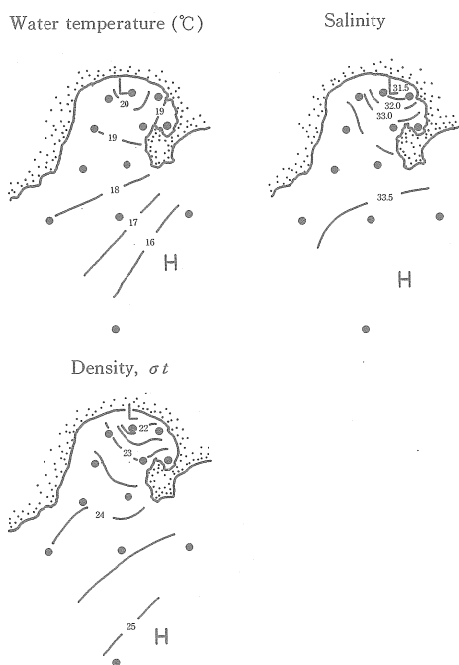 Water temperature (°C)
L
20
19
19
18
17
16
H
Salinity
L
31.5
32.0
33.0
33.5
H
Density, σt
L
22
23
24
25
H